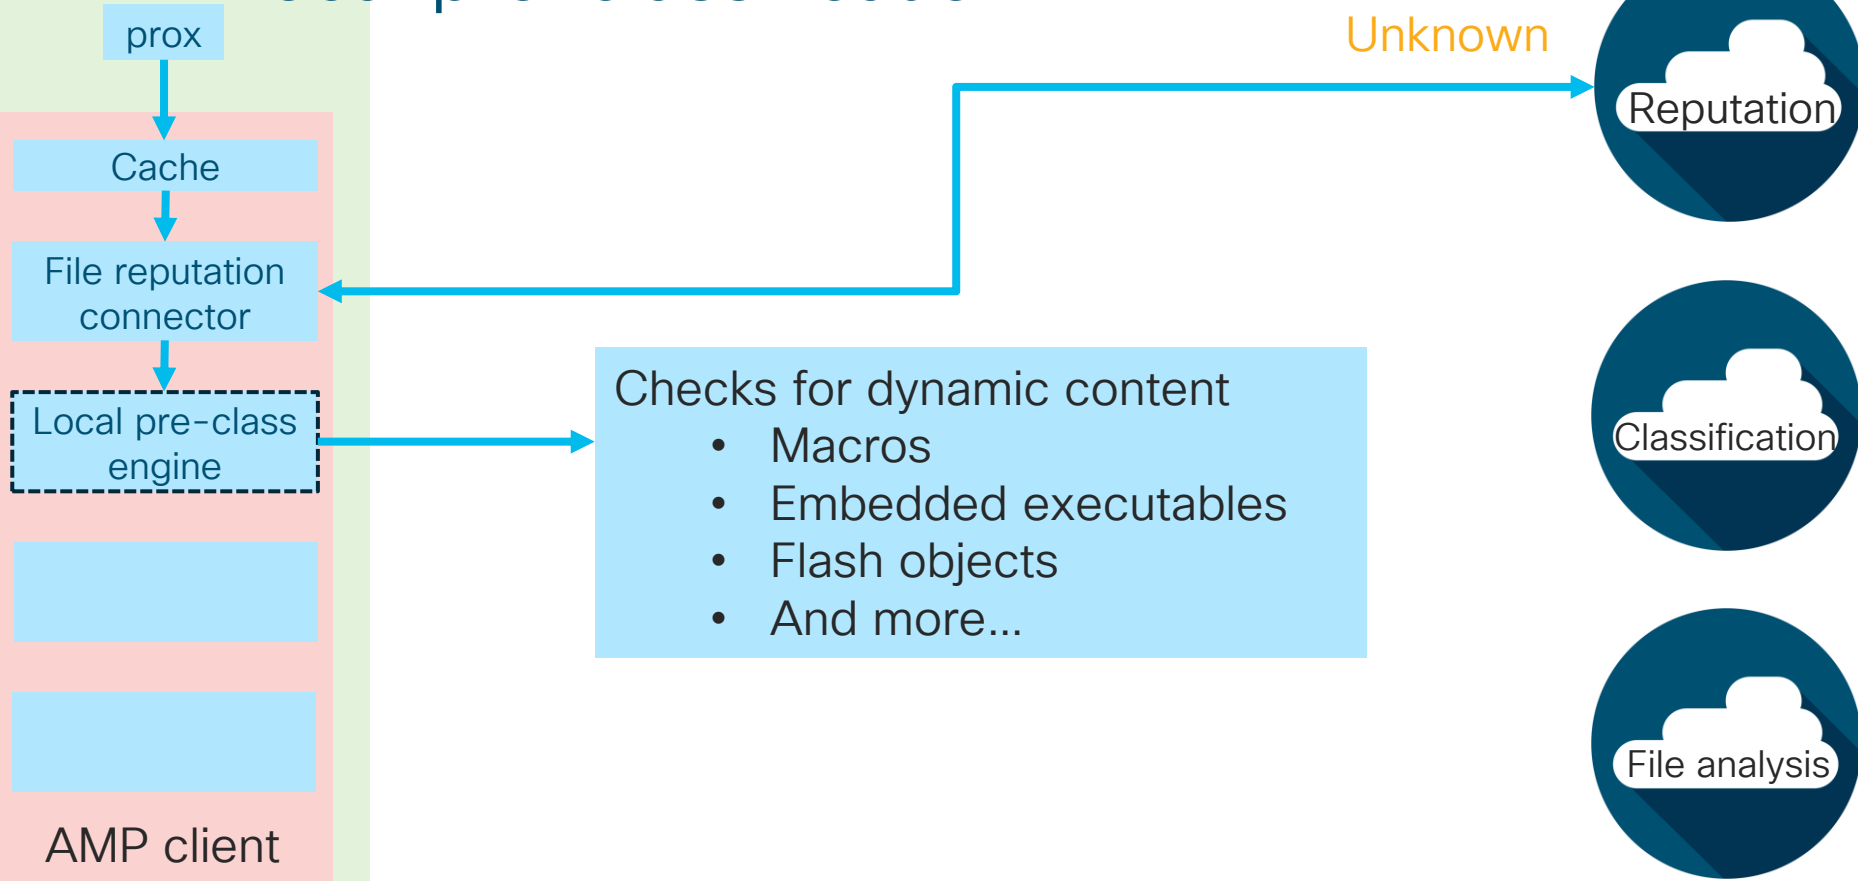 prox
Unknown
Reputation
Cache
File reputation
connector
Local pre-class
engine
Checks for dynamic content
• Macros
• Embedded executables
• Flash objects
• And more...
Classification
File analysis
AMP client